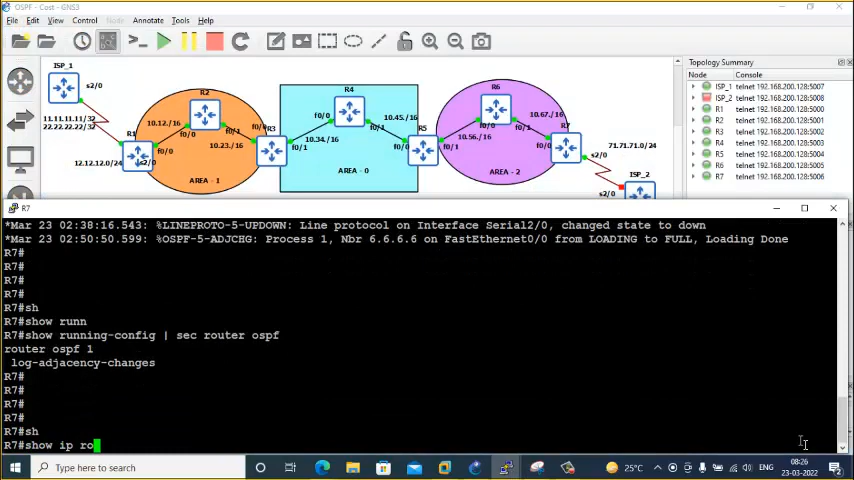 OSPF - Cost - GNS3
File Edit View Control Node Annotate Tools Help
Topology Summary
Node Console
ISP_1 telnet 192.168.200.128:5007
ISP_2 telnet 192.168.200.128:5008
R1 telnet 192.168.200.128:5000
R2 telnet 192.168.200.128:5001
R3 telnet 192.168.200.128:5002
R4 telnet 192.168.200.128:5003
R5 telnet 192.168.200.128:5004
R6 telnet 192.168.200.128:5005
R7 telnet 192.168.200.128:5006
ISP_1
s2/0
11.11.11.11/32
22.22.22.22/32
12.12.12.0/24
R1
s2/0
f0/0
10.12./16
f0/0
R2
f0/1
10.23./16
f0/0
R3
AREA - 1
f0/1
10.34./16
f0/0
R4
f0/1
10.45./16
f0/0
R5
AREA - 0
f0/1
10.56./16
f0/0
R6
f0/1
10.67./16
f0/0
R7
AREA - 2
s2/0
71.71.71.0/24
ISP_2
s2/0
R7
*Mar 23 02:38:16.543: %LINEPROTO-5-UPDOWN: Line protocol on Interface Serial2/0, changed state to down
*Mar 23 02:50:50.599: %OSPF-5-ADJCHG: Process 1, Nbr 6.6.6.6 on FastEthernet0/0 from LOADING to FULL, Loading Done
R7#
R7#
R7#
R7#
R7#sh
R7#show runn
R7#show running-config | sec router ospf
router ospf 1
log-adjacency-changes
R7#
R7#
R7#
R7#
R7#sh
R7#show ip ro
Type here to search
25°C
ENG
08:26
23-03-2022
2